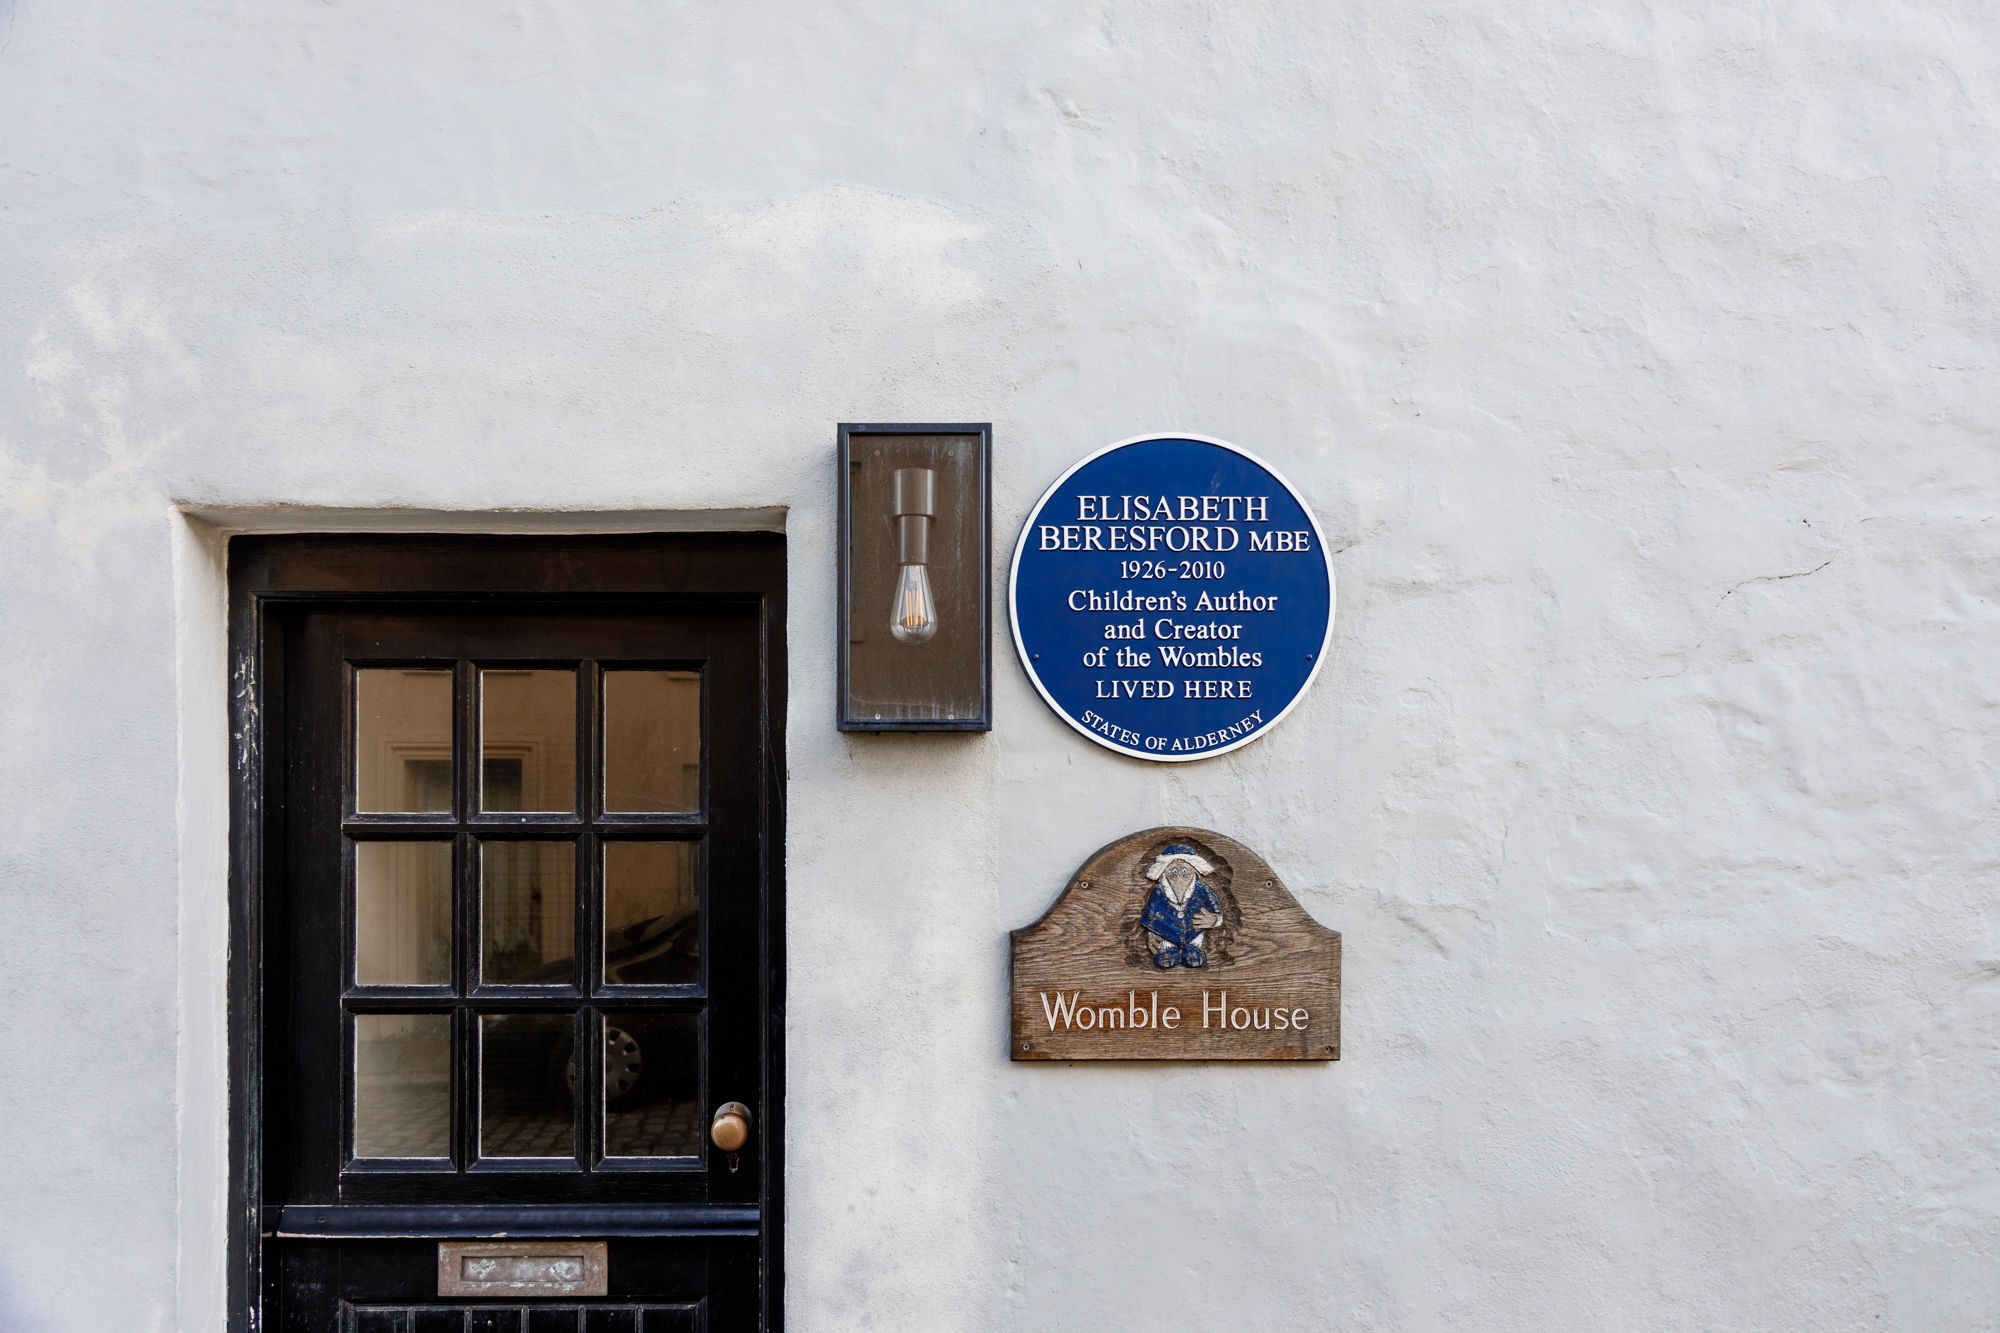 ELISABETH
BERESFORD MBE
1926-2010
Children's Author
and Creator
of the Wombles
LIVED HERE
STATES OF ALDERNEY
Womble House